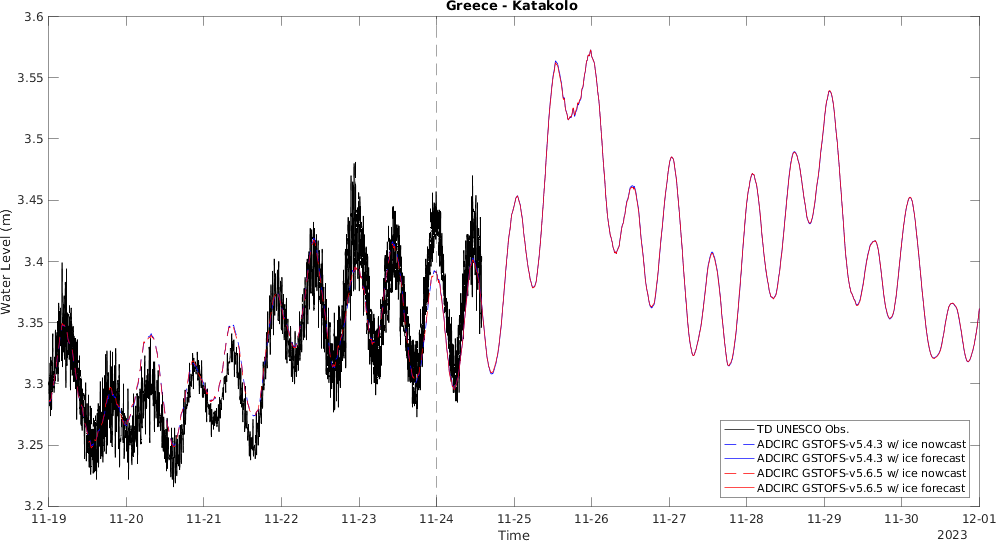 Greece - Katakolo
3.6
3.55
3.5
3.45
3.4
3.35
3.3
3.25
3.2
Water Level (m)
TD UNESCO Obs.
ADCIRC GSTOFS-v5.4.3 w/ ice nowcast
ADCIRC GSTOFS-v5.4.3 w/ ice forecast
ADCIRC GSTOFS-v5.6.5 w/ ice nowcast
ADCIRC GSTOFS-v5.6.5 w/ ice forecast
11-19 11-20 11-21 11-22 11-23 11-24 11-25 11-26 11-27 11-28 11-29 11-30 12-01
Time
2023